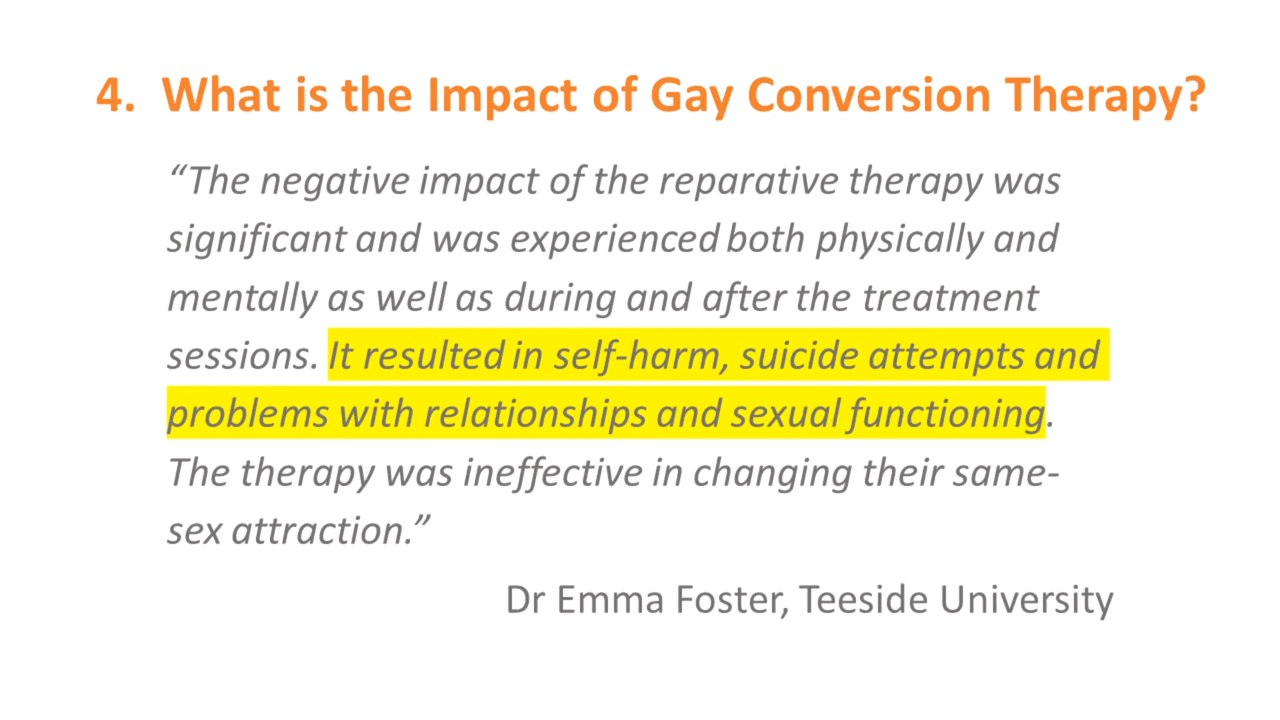 4. What is the Impact of Gay Conversion Therapy?
“The negative impact of the reparative therapy was
significant and was experienced both physically and
mentally as well as during and after the treatment
sessions. It resulted in self-harm, suicide attempts and
problems with relationships and sexual functioning.
The therapy was ineffective in changing their same-
sex attraction.”
Dr Emma Foster, Teeside University